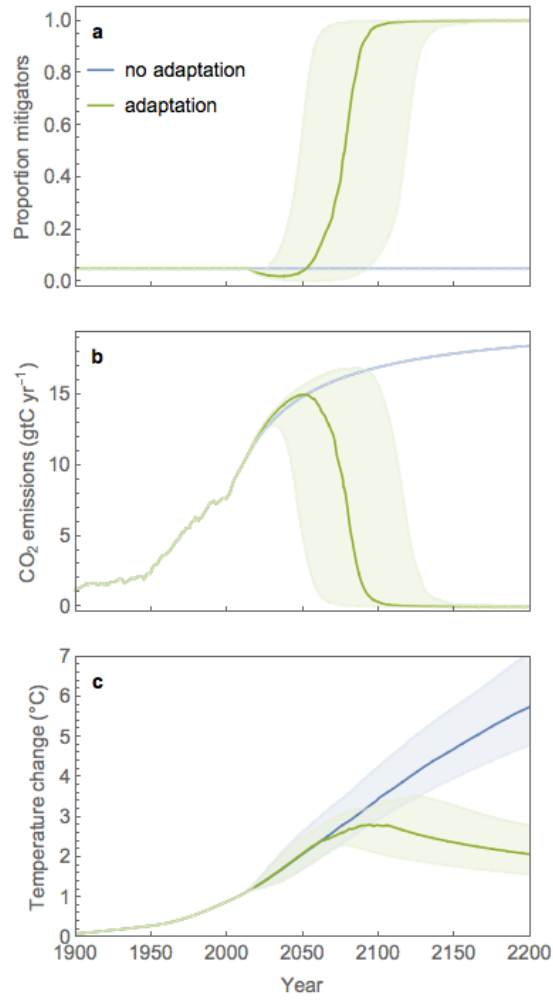 a
no adaptation
adaptation
Proportion mitigators
1.0
0.8
0.6
0.4
0.2
0.0
b
CO₂ emissions (gtC yr⁻¹)
15
10
5
0
c
Temperature change (°C)
7
6
5
4
3
2
1
0
1900 1950 2000 2050 2100 2150 2200
Year